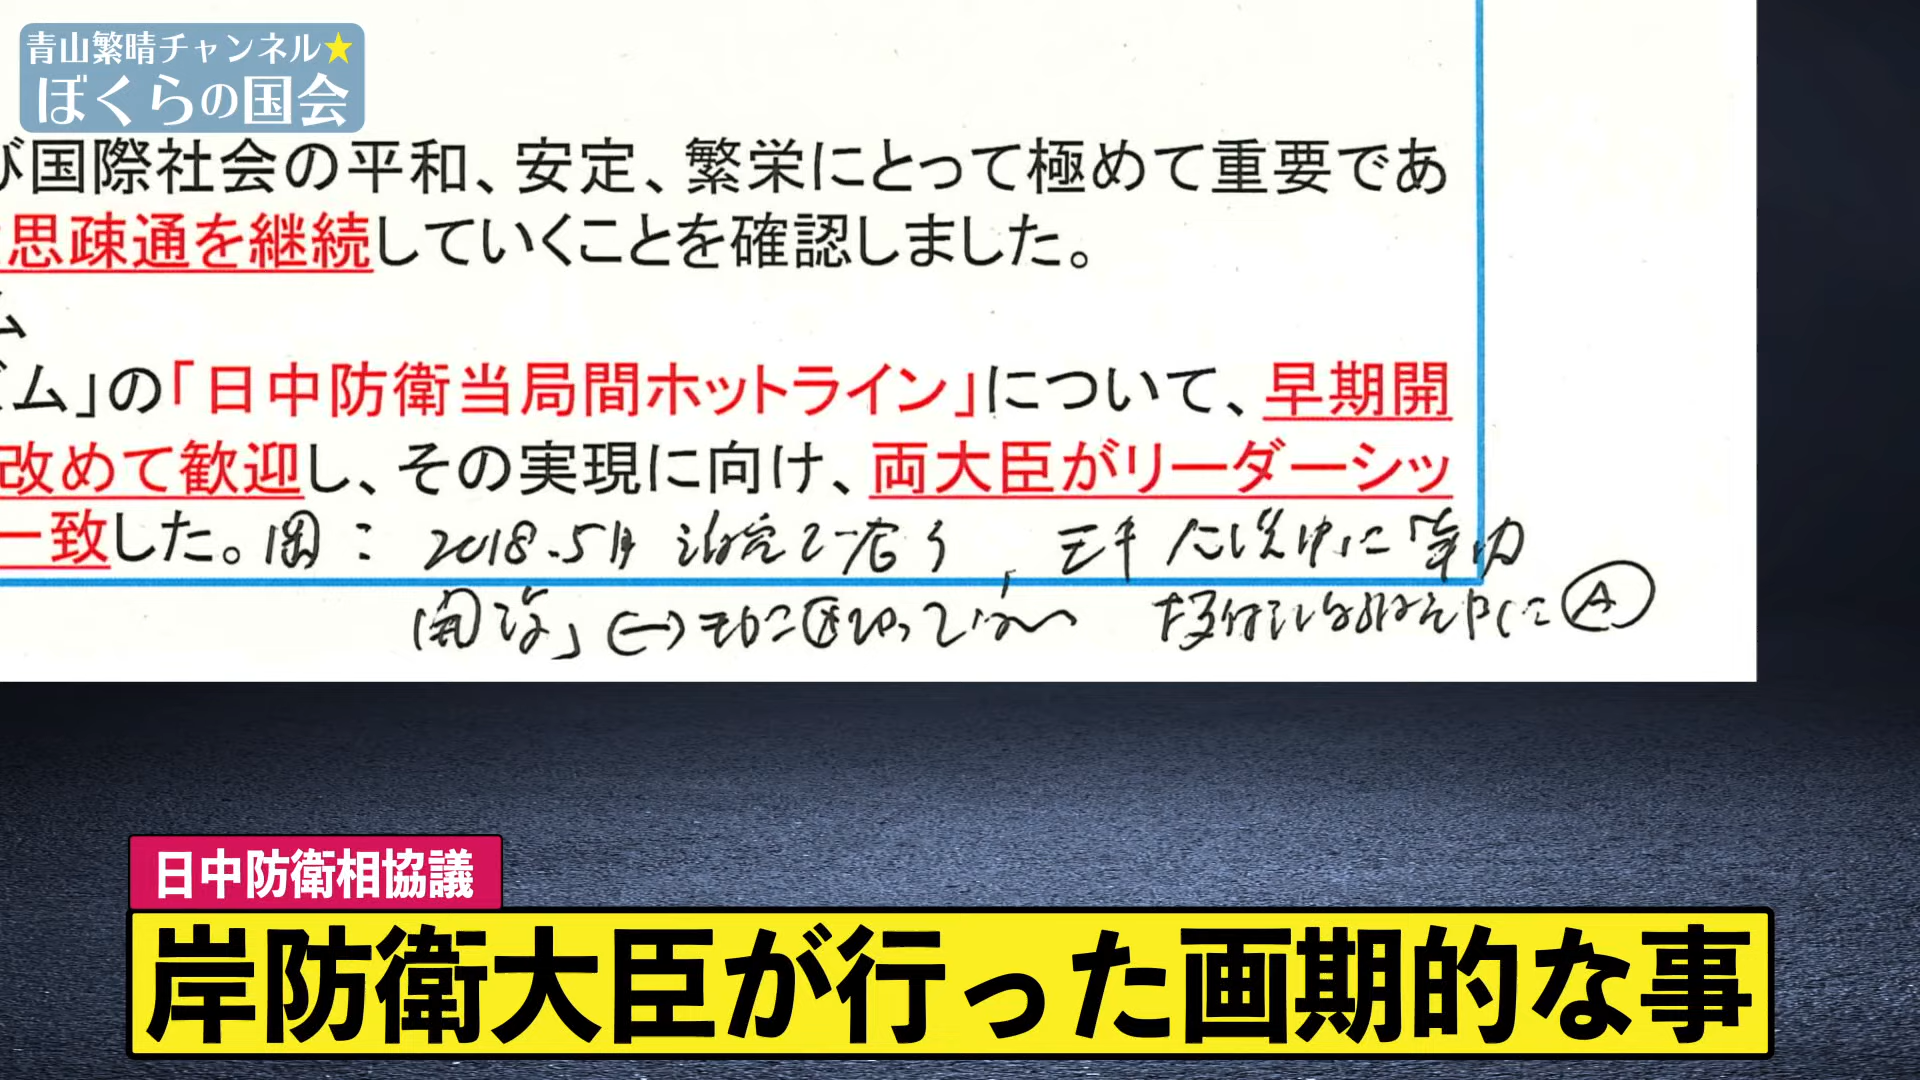 青山繁晴チャンネル★
ぼくらの国会
び国際社会の平和、安定、繁栄にとって極めて重要であ
思疎通を継続していくことを確認しました。
ム
ム」の「日中防衛当局間ホットライン」について、早期開
改めて歓迎し、その実現に向け、両大臣がリーダーシッ
一致した。
2018.5月
開設」
A
日中防衛相協議
岸防衛大臣が行った画期的な事